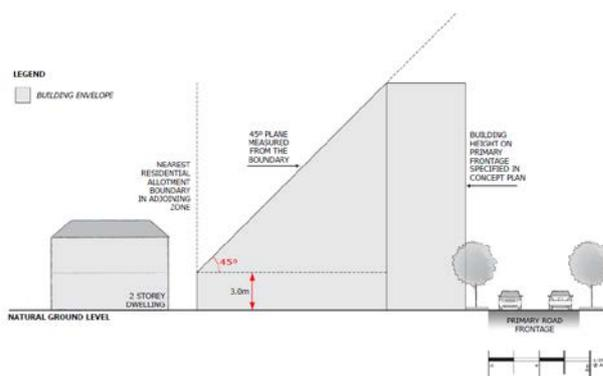 LEGEND
BUILDING ENVELOPE
NEAREST
RESIDENTIAL
ALLOTMENT
BOUNDARY
IN ADJOINING
ZONE
45º PLANE
MEASURED
FROM THE
BOUNDARY
BUILDING
HEIGHT ON
PRIMARY
FRONTAGE
SPECIFIED IN
CONCEPT PLAN
45º
3.0m
2 STOREY
DWELLING
NATURAL GROUND LEVEL
PRIMARY ROAD
FRONTAGE